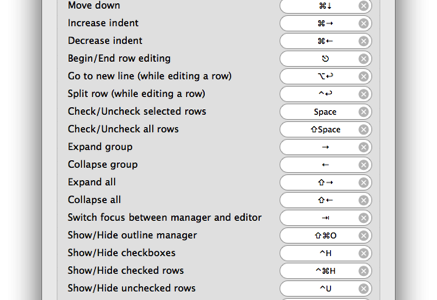 Move down ⌘↓
Increase indent ⌘→
Decrease indent ⌘←
Begin/End row editing ⎋
Go to new line (while editing a row) ⌥↩
Split row (while editing a row) ^↩
Check/Uncheck selected rows Space
Check/Uncheck all rows ⇧Space
Expand group →
Collapse group ←
Expand all ⇧→
Collapse all ⇧←
Switch focus between manager and editor ⇥
Show/Hide outline manager ⇧⌘O
Show/Hide checkboxes ^H
Show/Hide checked rows ^⌘H
Show/Hide unchecked rows ^U